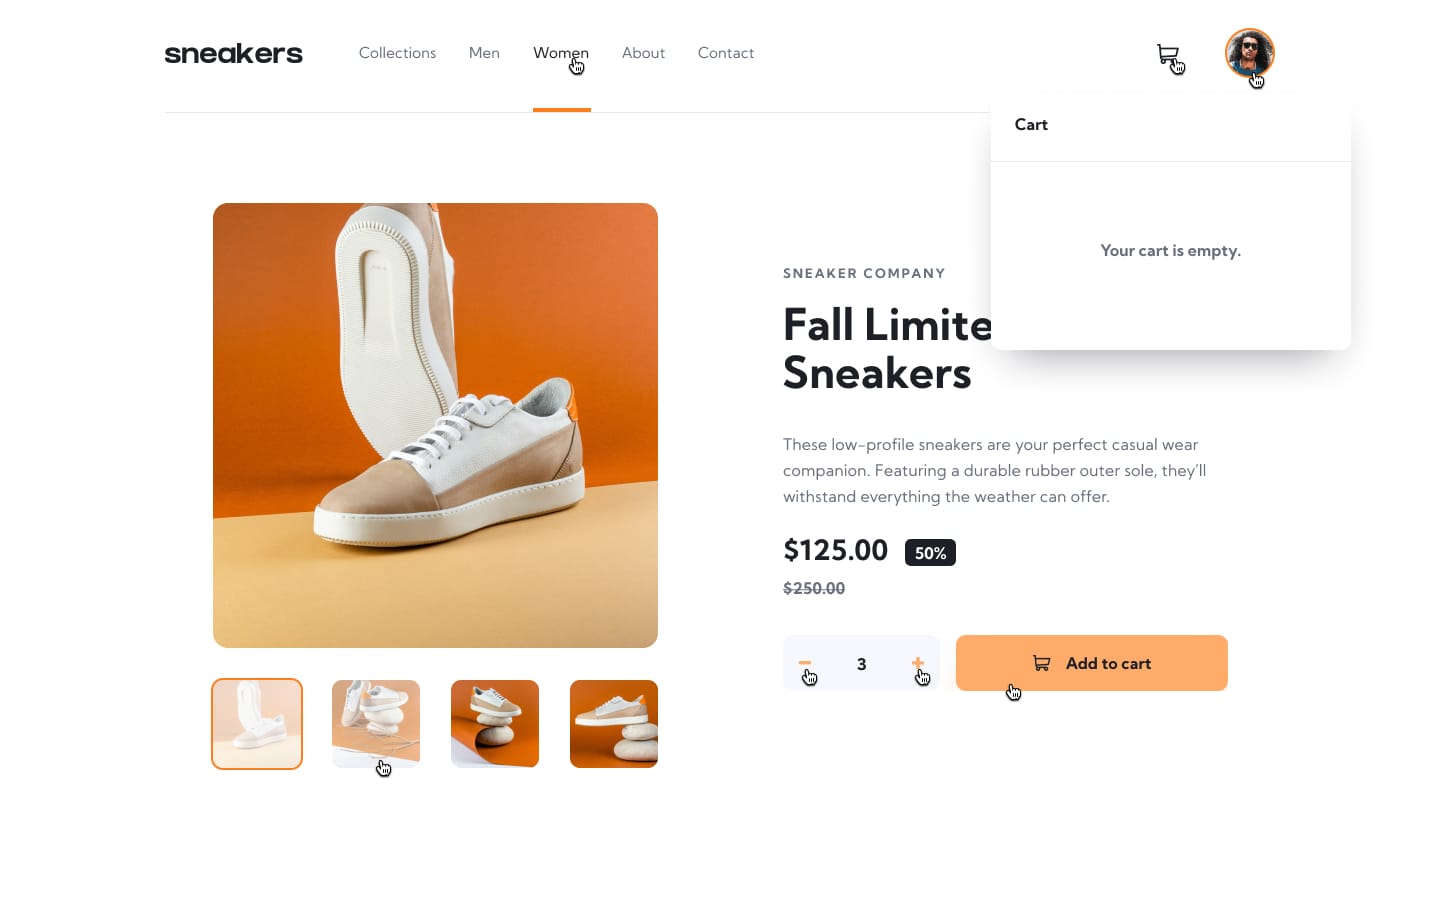 sneakers
Collections
Men
Women
About
Contact
Cart
Your cart is empty.
SNEAKER COMPANY
Fall Limite
Sneakers
These low-profile sneakers are your perfect casual wear
companion. Featuring a durable rubber outer sole, they’ll
withstand everything the weather can offer.
$125.00
50%
$250.00
3
Add to cart